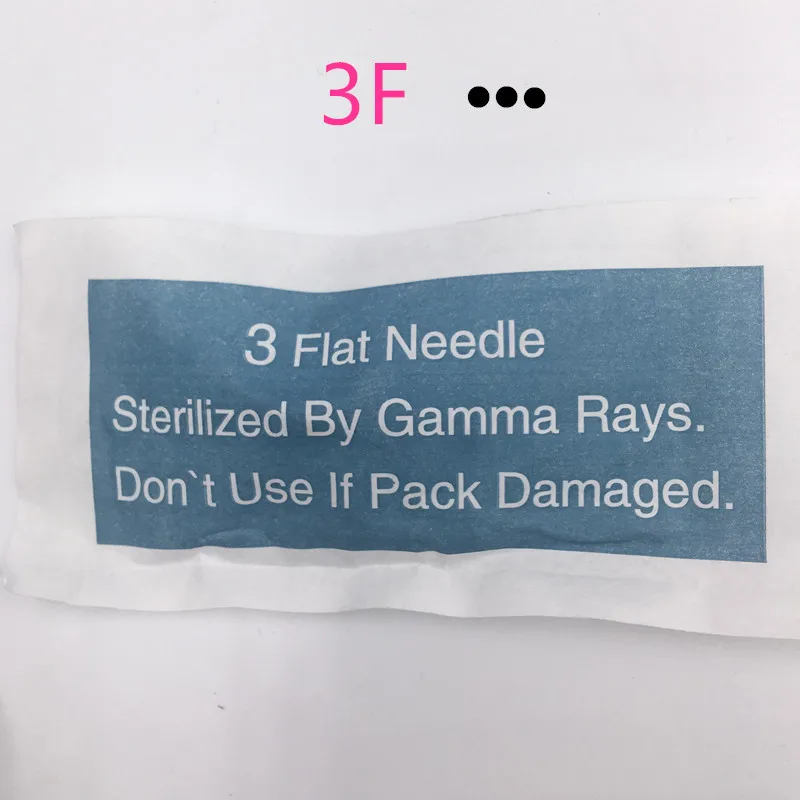 3F •••
3 Flat Needle
Sterilized By Gamma Rays.
Don`t Use If Pack Damaged.